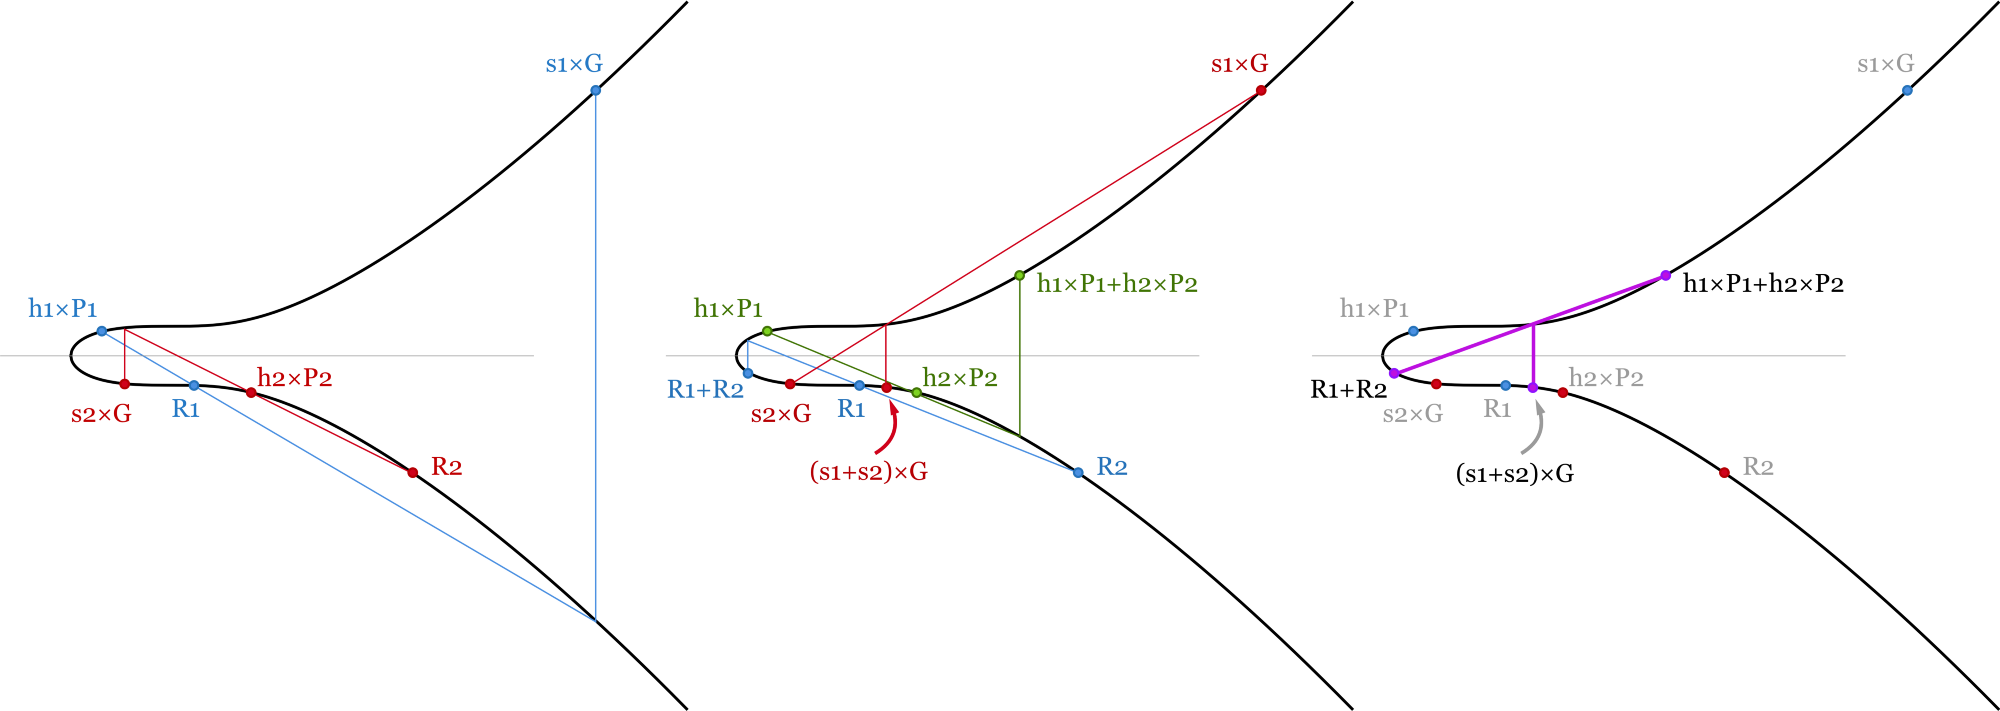 s1×G
h1×P1
h2×P2
s2×G
R1
R2
s1×G
h1×P1+h2×P2
h1×P1
h2×P2
R1+R2
s2×G
R1
R2
(s1+s2)×G
s1×G
h1×P1+h2×P2
h1×P1
h2×P2
R1+R2
s2×G
R1
R2
(s1+s2)×G